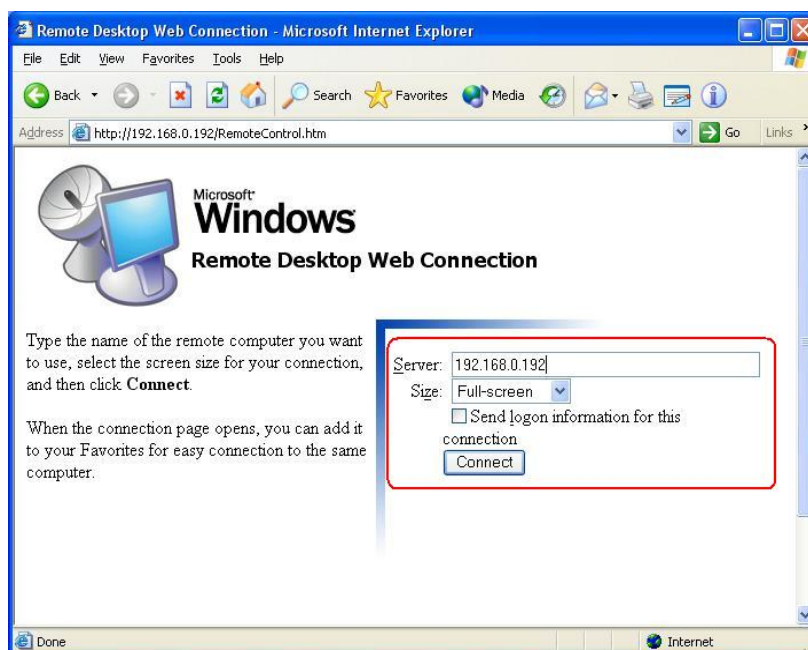 Remote Desktop Web Connection - Microsoft Internet Explorer
File Edit View Favorites Tools Help
Back Search Favorites Media
Address http://192.168.0.192/RemoteControl.htm Go Links »
Microsoft
Windows
Remote Desktop Web Connection
Type the name of the remote computer you want
to use, select the screen size for your connection,
and then click Connect.
When the connection page opens, you can add it
to your Favorites for easy connection to the same
computer.
Server: 192.168.0.192
Size: Full-screen
Send logon information for this
connection
Connect
Done Internet